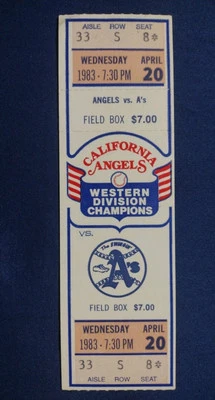 AISLE ROW SEAT
33 S 8¢
WEDNESDAY APRIL
1983 - 7:30 PM 20
ANGELS vs. A's
FIELD BOX $7.00
CALIFORNIA
ANGELS
WESTERN
DIVISION
CHAMPIONS
VS.
The
A's
FIELD BOX $7.00
WEDNESDAY APRIL
1983 - 7:30 PM 20
33 S 8¢
AISLE ROW SEAT